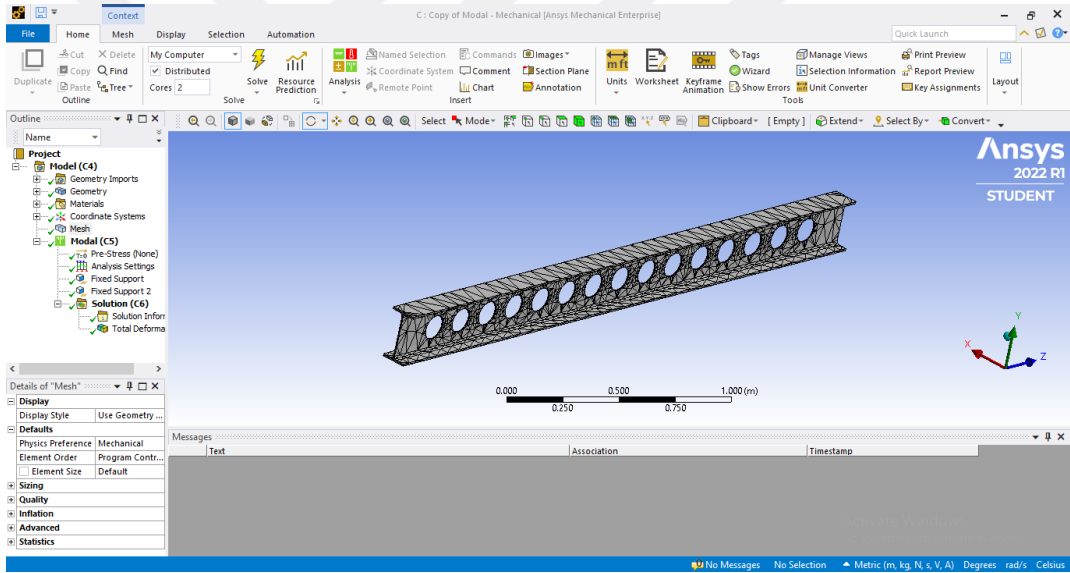 Context
C : Copy of Modal - Mechanical [Ansys Mechanical Enterprise]
File Home Mesh Display Selection Automation Quick Launch
Cut Delete My Computer Named Selection Commands Images Tags Manage Views Print Preview
Duplicate Copy Find Distributed Solve Resource Prediction Analysis Coordinate System Comment Section Plane Units Worksheet Keyframe Animation Wizard Selection Information Report Preview Layout
Paste Tree Cores 2 Remote Point Chart Annotation Show Errors Unit Converter Key Assignments
Outline Solve Insert Tools
Outline
Select Mode Clipboard [ Empty ] Extend Select By Convert
Name
Project
Model (C4)
Geometry Imports
Geometry
Materials
Coordinate Systems
Mesh
Modal (C5)
Pre-Stress (None)
Analysis Settings
Fixed Support
Fixed Support 2
Solution (C6)
Solution Inforr
Total Deforma
Ansys
2022 R1
STUDENT
Y
X
Z
0.000 0.500 1.000 (m)
0.250 0.750
Details of "Mesh"
Display
Display Style Use Geometry ...
Defaults
Physics Preference Mechanical
Element Order Program Contr...
Element Size Default
Sizing
Quality
Inflation
Advanced
Statistics
Messages
Text Association Timestamp
No Messages No Selection Metric (m, kg, N, s, V, A) Degrees rad/s Celsius